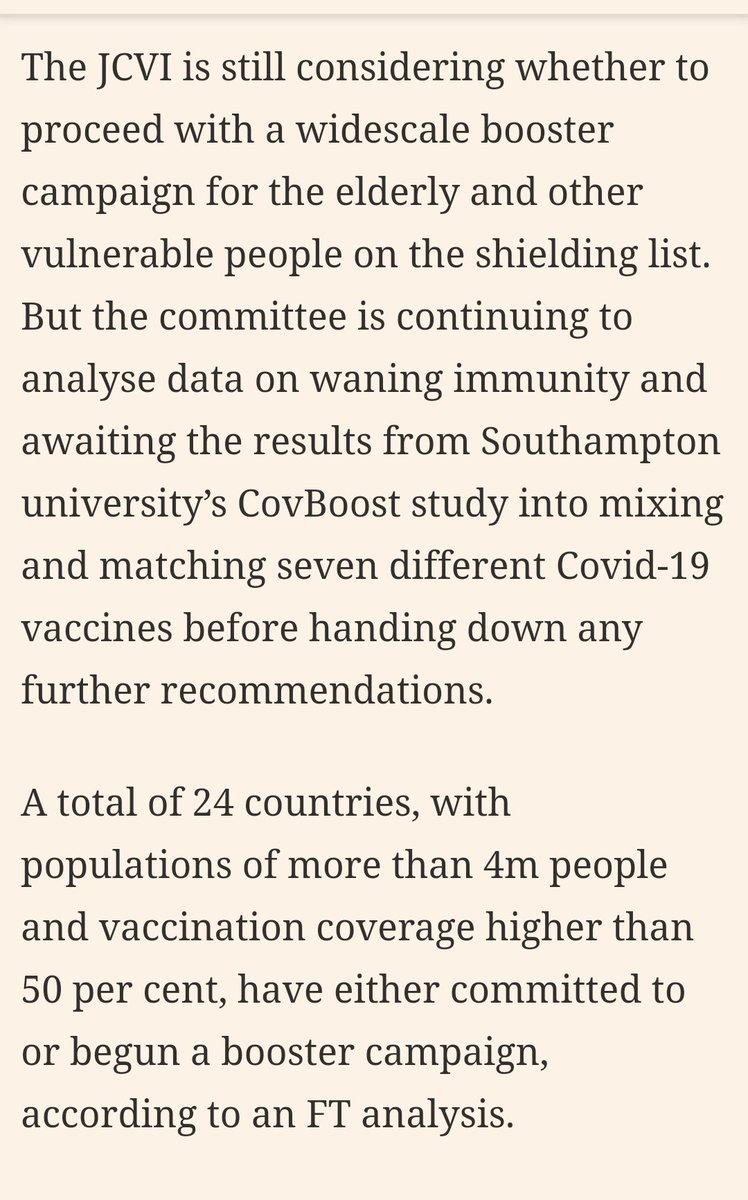 The JCVI is still considering whether to
proceed with a widescale booster
campaign for the elderly and other
vulnerable people on the shielding list.
But the committee is continuing to
analyse data on waning immunity and
awaiting the results from Southampton
university’s CovBoost study into mixing
and matching seven different Covid-19
vaccines before handing down any
further recommendations.
A total of 24 countries, with
populations of more than 4m people
and vaccination coverage higher than
50 per cent, have either committed to
or begun a booster campaign,
according to an FT analysis.